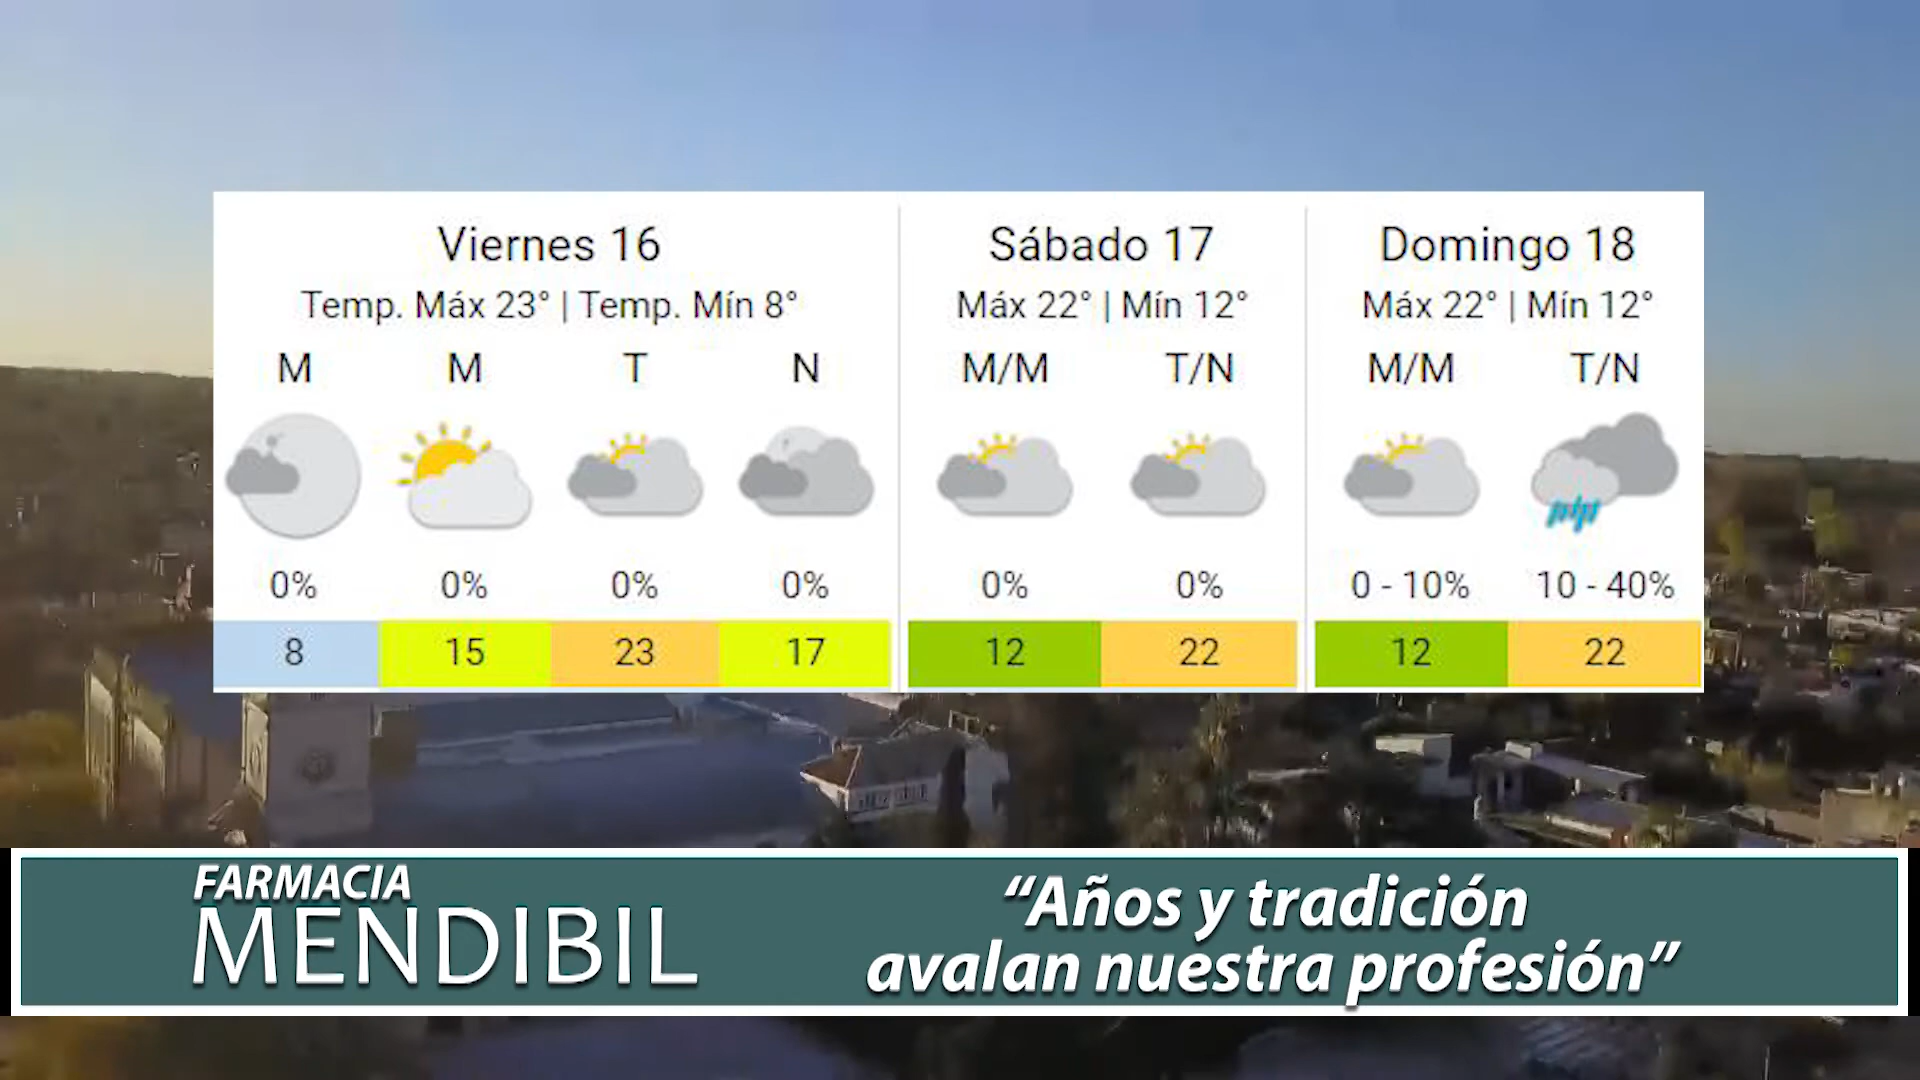 Viernes 16
Temp. Máx 23° | Temp. Mín 8°
M M T N
0% 0% 0% 0%
8 15 23 17
Sábado 17
Máx 22° | Mín 12°
M/M T/N
0% 0%
12 22
Domingo 18
Máx 22° | Mín 12°
M/M T/N
0 - 10% 10 - 40%
12 22
FARMACIA
MENDIBIL
“Años y tradición
avalan nuestra profesión”